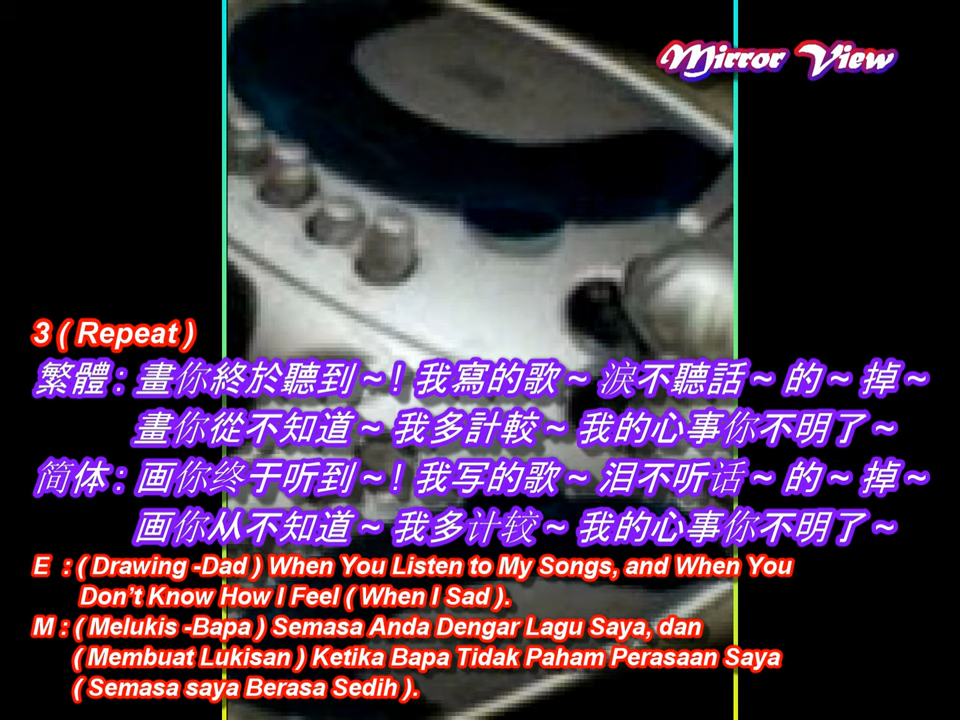 Mirror View
3 ( Repeat )
繁體 : 畫你終於聽到 ~ ! 我寫的歌 ~ 淚不聽話 ~ 的 ~ 掉 ~
畫你從不知道 ~ 我多計較 ~ 我的心事你不明了 ~
简体 : 画你终于听到 ~ ! 我写的歌 ~ 泪不听话 ~ 的 ~ 掉 ~
画你从不知道 ~ 我多计较 ~ 我的心事你不明了 ~
E : ( Drawing -Dad ) When You Listen to My Songs, and When You
Don't Know How I Feel ( When I Sad ).
M : ( Melukis -Bapa ) Semasa Anda Dengar Lagu Saya, dan
( Membuat Lukisan ) Ketika Bapa Tidak Paham Perasaan Saya
( Semasa saya Berasa Sedih ).